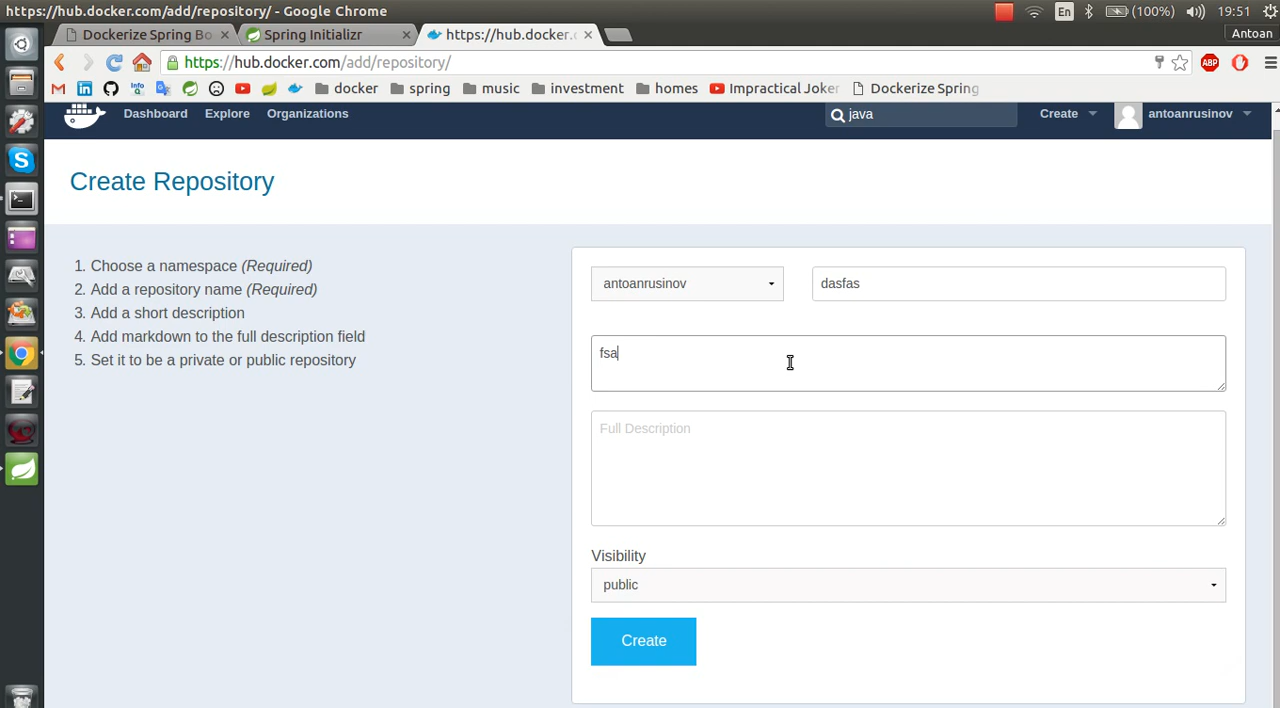 https://hub.docker.com/add/repository/ - Google Chrome
En
(100%)
19:51
Dockerize Spring Bo
Spring Initializr
https://hub.docker.
Antoan
https://hub.docker.com/add/repository/
ABP
docker
spring
music
investment
homes
Impractical Joker
Dockerize Spring
Dashboard
Explore
Organizations
java
Create
antoanrusinov
Create Repository
1. Choose a namespace (Required)
2. Add a repository name (Required)
3. Add a short description
4. Add markdown to the full description field
5. Set it to be a private or public repository
antoanrusinov
dasfas
fsa
Full Description
Visibility
public
Create